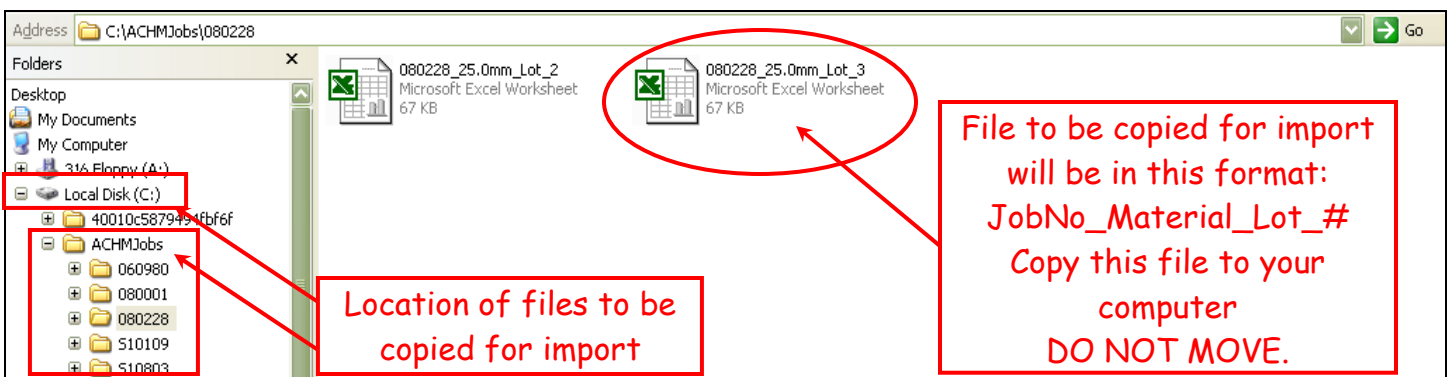 Address C:\ACHMJobs\080228 Go
Folders x
Desktop
My Documents
My Computer
316 Floppy (A:)
Local Disk (C:)
40010c5879494fbf6f
ACHMJobs
060980
080001
080228
S10109
S10803
080228_25.0mm_Lot_2
Microsoft Excel Worksheet
67 KB
080228_25.0mm_Lot_3
Microsoft Excel Worksheet
67 KB
Location of files to be
copied for import
File to be copied for import
will be in this format:
JobNo_Material_Lot_#
Copy this file to your
computer
DO NOT MOVE.